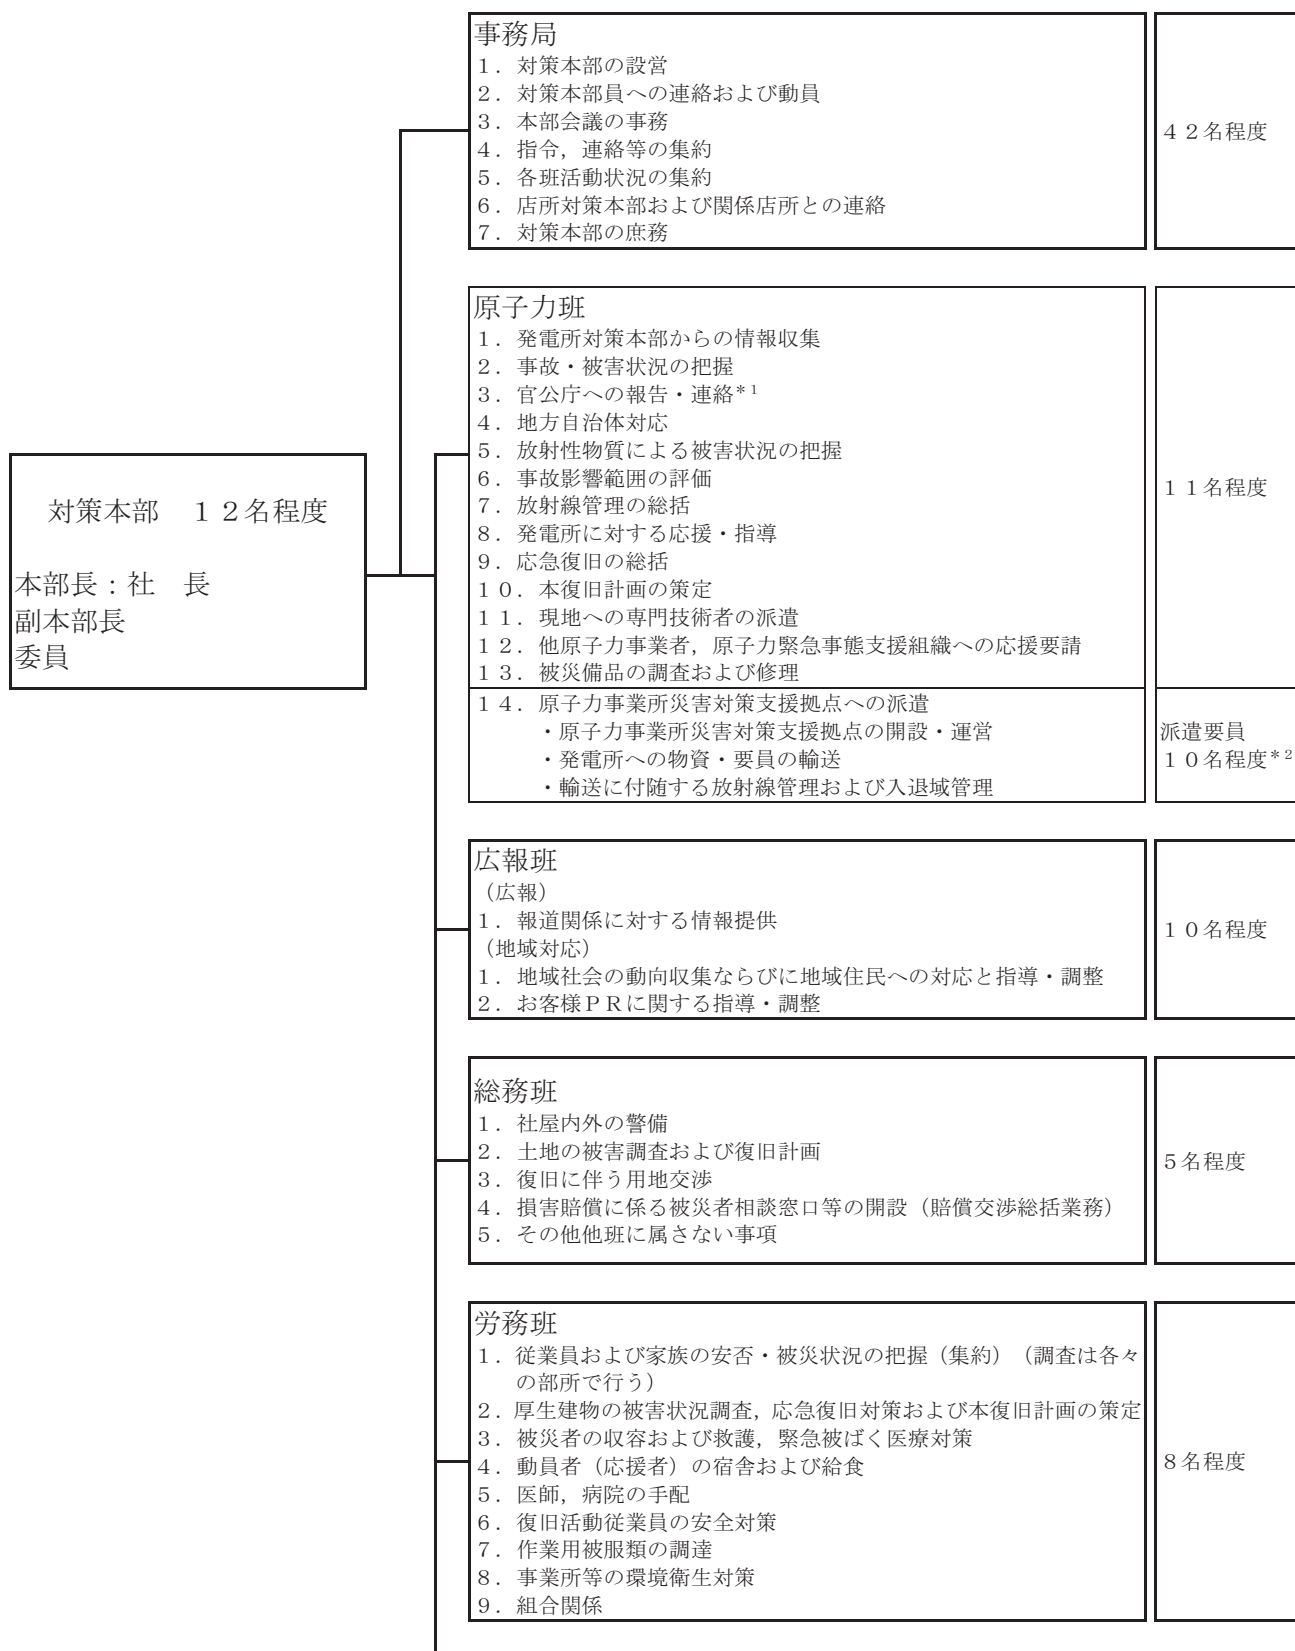 事務局
１．対策本部の設営
２．対策本部員への連絡および動員
３．本部会議の事務
４．指令，連絡等の集約
５．各班活動状況の集約
６．店所対策本部および関係店所との連絡
７．対策本部の庶務
４２名程度
原子力班
１．発電所対策本部からの情報収集
２．事故・被害状況の把握
３．官公庁への報告・連絡＊１
４．地方自治体対応
５．放射性物質による被害状況の把握
６．事故影響範囲の評価
７．放射線管理の総括
８．発電所に対する応援・指導
９．応急復旧の総括
１０．本復旧計画の策定
１１．現地への専門技術者の派遣
１２．他原子力事業者，原子力緊急事態支援組織への応援要請
１３．被災備品の調査および修理
１１名程度
１４．原子力事業所災害対策支援拠点への派遣
・原子力事業所災害対策支援拠点の開設・運営
・発電所への物資・要員の輸送
・輸送に付随する放射線管理および入退域管理
派遣要員
１０名程度＊２
対策本部　１２名程度
本部長：社　長
副本部長
委員
広報班
（広報）
１．報道関係に対する情報提供
（地域対応）
１．地域社会の動向収集ならびに地域住民への対応と指導・調整
２．お客様ＰＲに関する指導・調整
１０名程度
総務班
１．社屋内外の警備
２．土地の被害調査および復旧計画
３．復旧に伴う用地交渉
４．損害賠償に係る被災者相談窓口等の開設（賠償交渉総括業務）
５．その他他班に属さない事項
５名程度
労務班
１．従業員および家族の安否・被災状況の把握（集約）（調査は各々
の部所で行う）
２．厚生建物の被害状況調査，応急復旧対策および本復旧計画の策定
３．被災者の収容および救護，緊急被ばく医療対策
４．動員者（応援者）の宿舎および給食
５．医師，病院の手配
６．復旧活動従業員の安全対策
７．作業用被服類の調達
８．事業所等の環境衛生対策
９．組合関係
８名程度